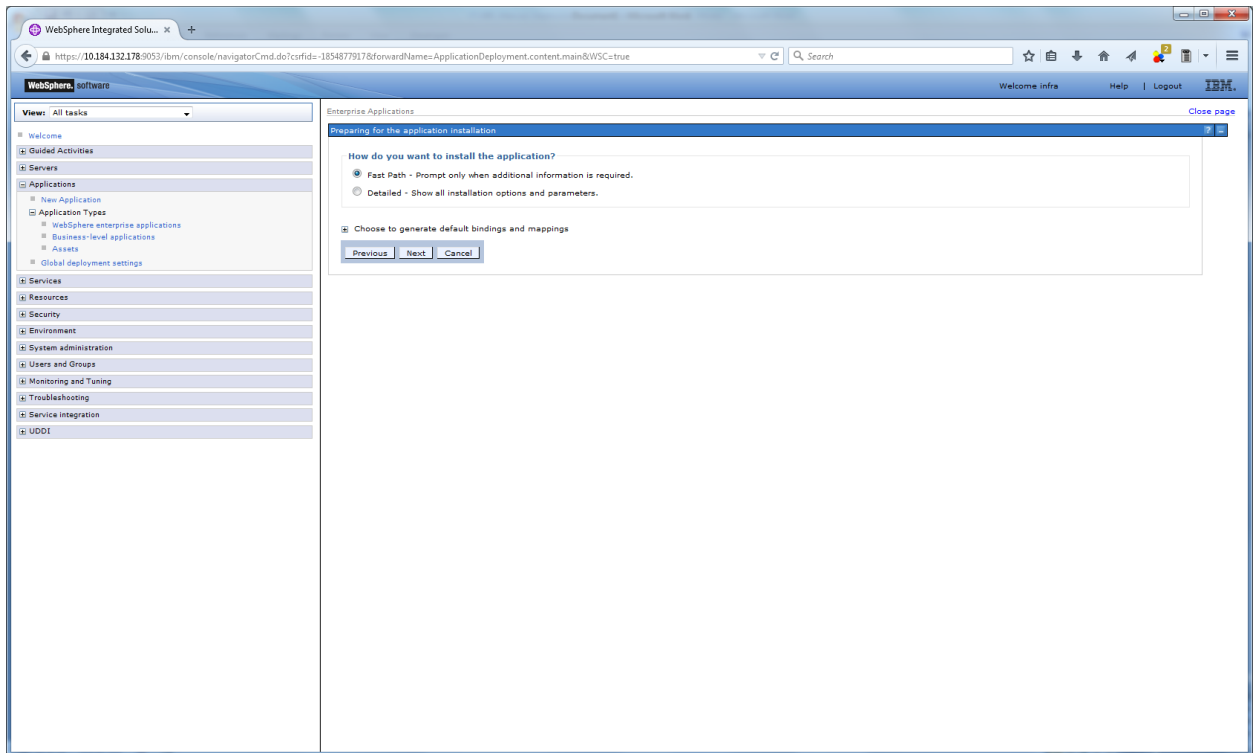 WebSphere Integrated Solu... × +
https://10.184.132.178:9053/ibm/console/navigatorCmd.do?csrfid=-1854877917&forwardName=ApplicationDeployment.content.main&WSC=true Search 2
WebSphere. software Welcome infra Help | Logout IBM.
View: All tasks
Welcome
Guided Activities
Servers
Applications
New Application
Application Types
WebSphere enterprise applications
Business-level applications
Assets
Global deployment settings
Services
Resources
Security
Environment
System administration
Users and Groups
Monitoring and Tuning
Troubleshooting
Service integration
UDDI
Enterprise Applications Close page
Preparing for the application installation ? –
How do you want to install the application?
Fast Path - Prompt only when additional information is required.
Detailed - Show all installation options and parameters.
Choose to generate default bindings and mappings
Previous Next Cancel